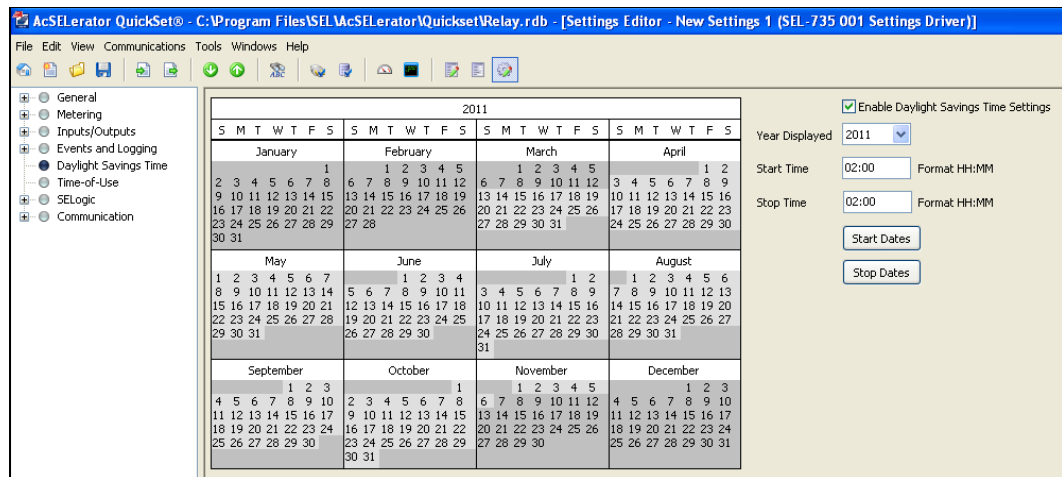 AcSELerator QuickSet® - C:\Program Files\SEL\AcSELerator\Quickset\Relay.rdb - [Settings Editor - New Settings 1 (SEL-735 001 Settings Driver)]
File Edit View Communications Tools Windows Help
General
Metering
Inputs/Outputs
Events and Logging
Daylight Savings Time
Time-of-Use
SELogic
Communication
2011
S M T W T F S S M T W T F S S M T W T F S S M T W T F S
January February March April
1 1 2 3 4 5 1 2 3 4 5 1 2
2 3 4 5 6 7 8 6 7 8 9 10 11 12 6 7 8 9 10 11 12 3 4 5 6 7 8 9
9 10 11 12 13 14 15 13 14 15 16 17 18 19 13 14 15 16 17 18 19 10 11 12 13 14 15 16
16 17 18 19 20 21 22 20 21 22 23 24 25 26 20 21 22 23 24 25 26 17 18 19 20 21 22 23
23 24 25 26 27 28 29 27 28 27 28 29 30 31 24 25 26 27 28 29 30
30 31
May June July August
1 2 3 4 5 6 7 1 2 3 4 1 2 1 2 3 4 5 6
8 9 10 11 12 13 14 5 6 7 8 9 10 11 3 4 5 6 7 8 9 7 8 9 10 11 12 13
15 16 17 18 19 20 21 12 13 14 15 16 17 18 10 11 12 13 14 15 16 14 15 16 17 18 19 20
22 23 24 25 26 27 28 19 20 21 22 23 24 25 17 18 19 20 21 22 23 21 22 23 24 25 26 27
29 30 31 26 27 28 29 30 24 25 26 27 28 29 30 28 29 30 31
31
September October November December
1 2 3 1 1 2 3 4 5 1 2 3
4 5 6 7 8 9 10 2 3 4 5 6 7 8 6 7 8 9 10 11 12 4 5 6 7 8 9 10
11 12 13 14 15 16 17 9 10 11 12 13 14 15 13 14 15 16 17 18 19 11 12 13 14 15 16 17
18 19 20 21 22 23 24 16 17 18 19 20 21 22 20 21 22 23 24 25 26 18 19 20 21 22 23 24
25 26 27 28 29 30 23 24 25 26 27 28 29 27 28 29 30 25 26 27 28 29 30 31
30 31
Enable Daylight Savings Time Settings
Year Displayed 2011
Start Time 02:00 Format HH:MM
Stop Time 02:00 Format HH:MM
Start Dates
Stop Dates